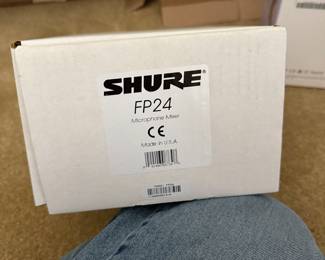 SHURE
FP24
Microphone Mixer
CE
Made in U.S.A.